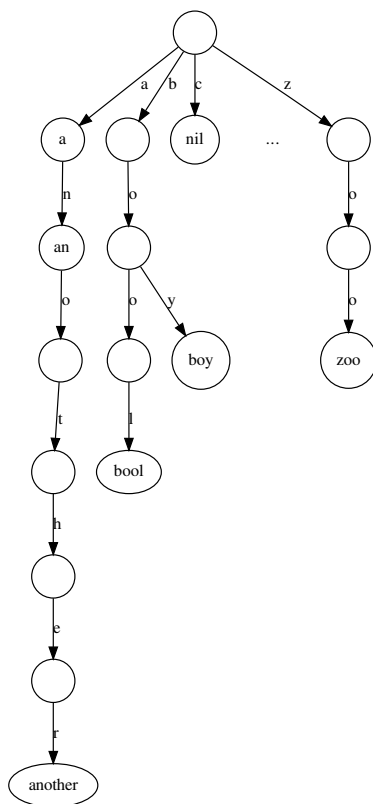 a b c z
a nil ...
n o o
an
o o y o
boy zoo
t l
bool
h
e
r
another